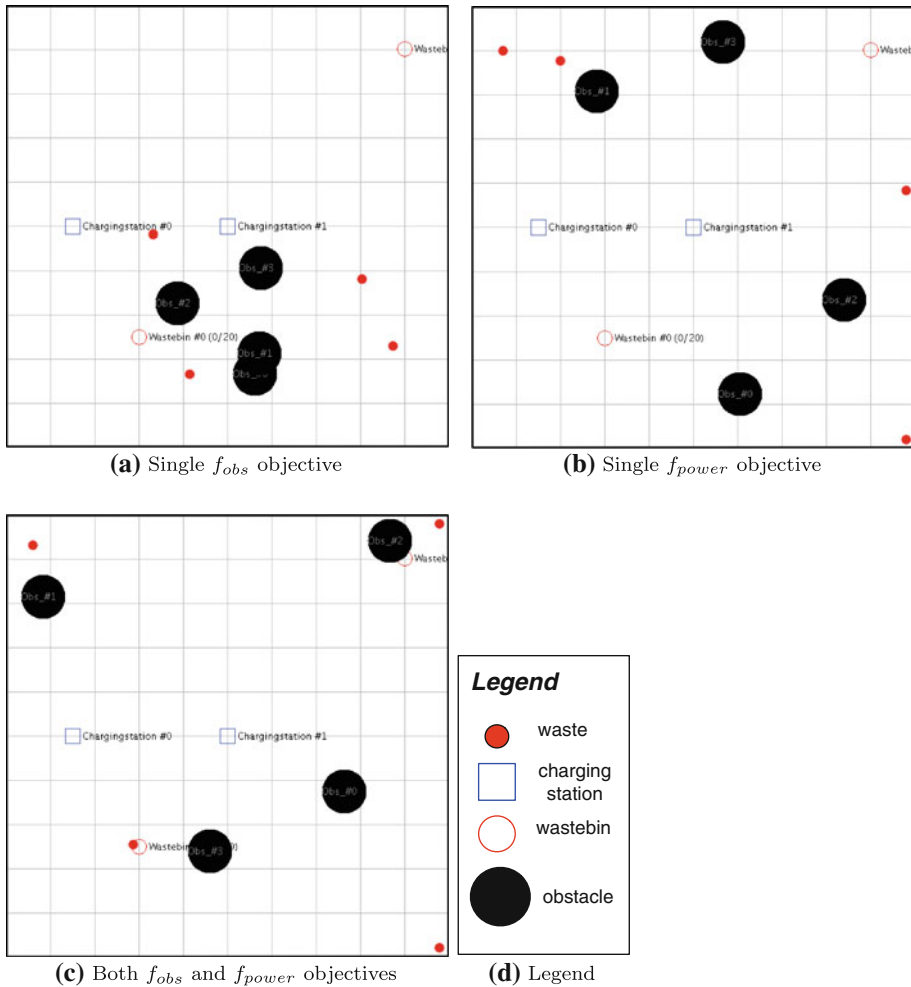 Obs_#3
Wasteb
Wasteb
Obs_#1
Chargingstation #0
Chargingstation #1
Chargingstation #0
Chargingstation #1
Obs_#3
Obs_#2
Obs_#2
Wastebin #0 (0/20)
Wastebin #0 (0/20)
Obs_#1
Obs_#0
(a) Single f_obs objective
(b) Single f_power objective
Obs_#2
Wasteb
Obs_#1
Chargingstation #0
Chargingstation #1
Obs_#0
Wastebin
Obs_#3
(c) Both f_obs and f_power objectives
Legend
waste
charging
station
wastebin
obstacle
(d) Legend